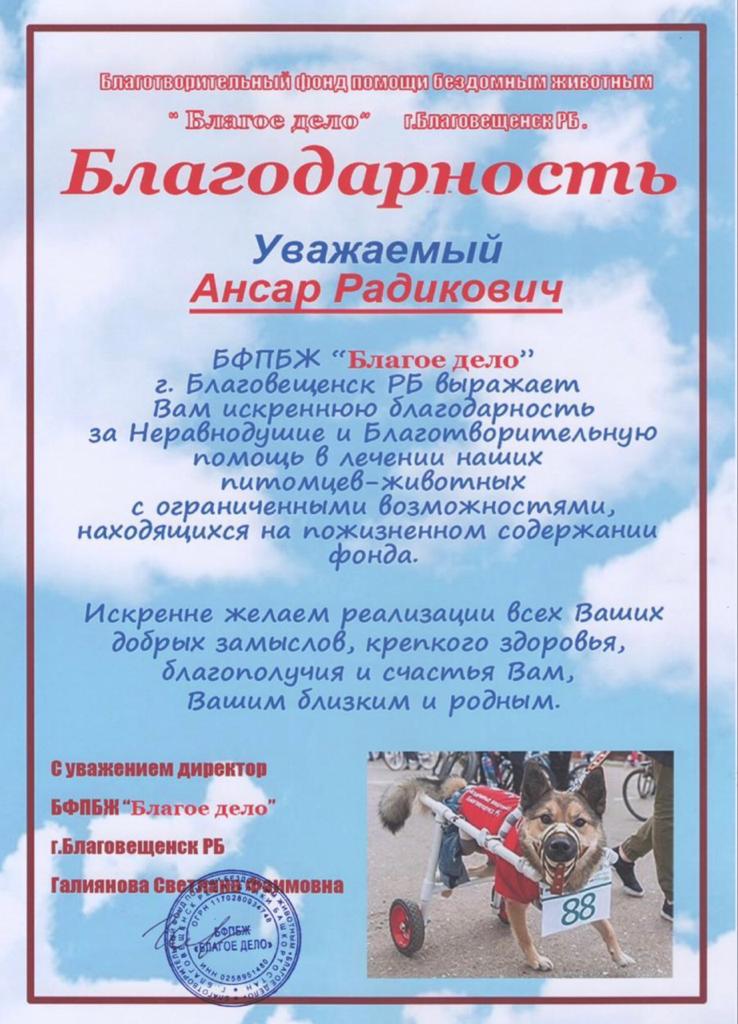 Благотворительный фонд помощи бездомным животным
“ Благое дело” г.Благовещенск РБ.
Благодарность
Уважаемый
Ансар Радикович
БФПБЖ “Благое дело”
г. Благовещенск РБ выражает
Вам искреннюю благодарность
за Неравнодушие и Благотворительную
помощь в лечении наших
питомцев-животных
с ограниченными возможностями,
находящихся на пожизненном содержании
фонда.
Искренне желаем реализации всех Ваших
добрых замыслов, крепкого здоровья,
благополучия и счастья Вам,
Вашим близким и родным.
С уважением директор
БФПБЖ “Благое дело”
г.Благовещенск РБ
Галиянова Светлана Фаимовна
БФПБЖ
«БЛАГОЕ ДЕЛО»
88